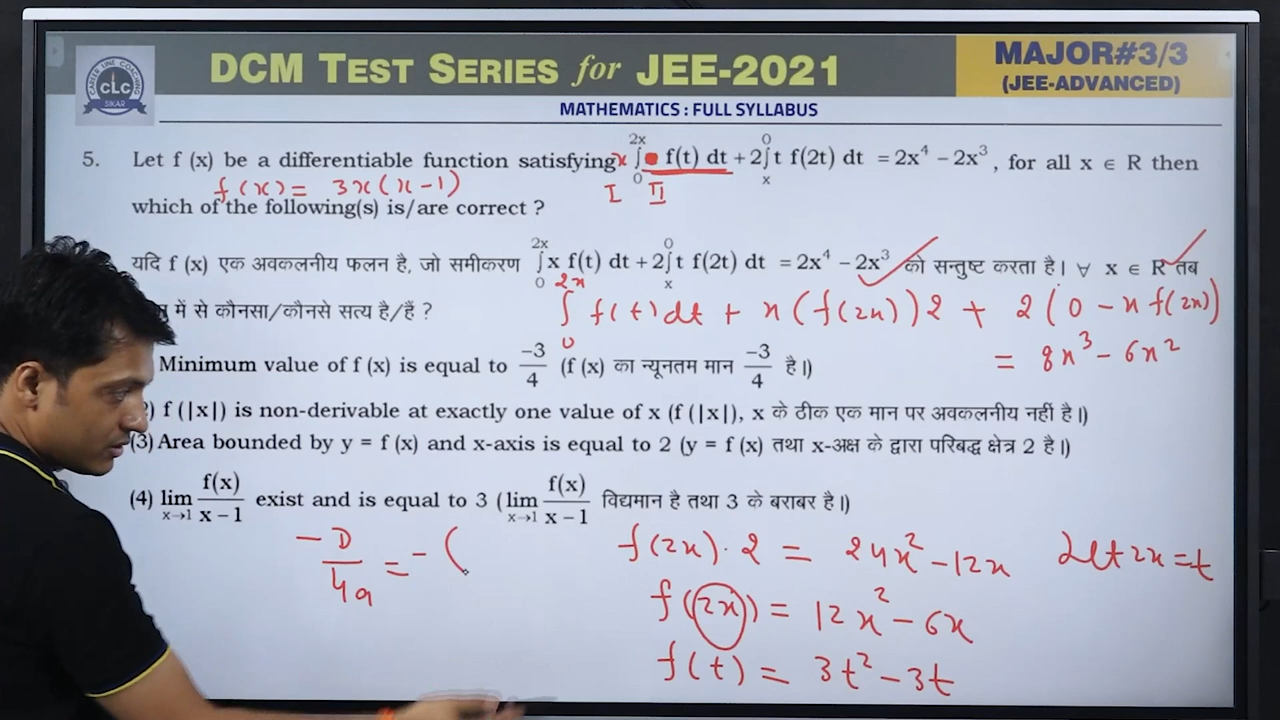 CAREER LINE COACHING
CLC
SIKAR
DCM TEST SERIES for JEE-2021
MAJOR#3/3
(JEE-ADVANCED)
MATHEMATICS : FULL SYLLABUS
5. Let f (x) be a differentiable function satisfying x ∫₀^{2x} f(t) dt + 2∫ₓ⁰ t f(2t) dt = 2x⁴ – 2x³, for all x ∈ R then
f(x) = 3x(x-1)
I II
which of the following(s) is/are correct ?
यदि f (x) एक अवकलनीय फलन है, जो समीकरण ∫₀^{2x} x f(t) dt + 2∫ₓ⁰ t f(2t) dt = 2x⁴ – 2x³ को सन्तुष्ट करता है। ∀ x ∈ R तब
∫₀^{2x} f(t) dt + x(f(2x))2 + 2(0 - x f(2x))
में से कौनसा/कौनसे सत्य है/हैं ?
= 8x³ - 6x²
Minimum value of f (x) is equal to –3/4 (f (x) का न्यूनतम मान –3/4 है।)
) f (|x|) is non-derivable at exactly one value of x (f (|x|), x के ठीक एक मान पर अवकलनीय नहीं है।)
(3) Area bounded by y = f (x) and x-axis is equal to 2 (y = f (x) तथा x-अक्ष के द्वारा परिबद्ध क्षेत्र 2 है।)
(4) lim x→1 f(x)/x – 1 exist and is equal to 3 (lim x→1 f(x)/x – 1 विद्यमान है तथा 3 के बराबर है।)
-D/4a = - (
f(2x)·2 = 24x² - 12x let 2x = t
f(2x) = 12x² - 6x
f(t) = 3t² - 3t